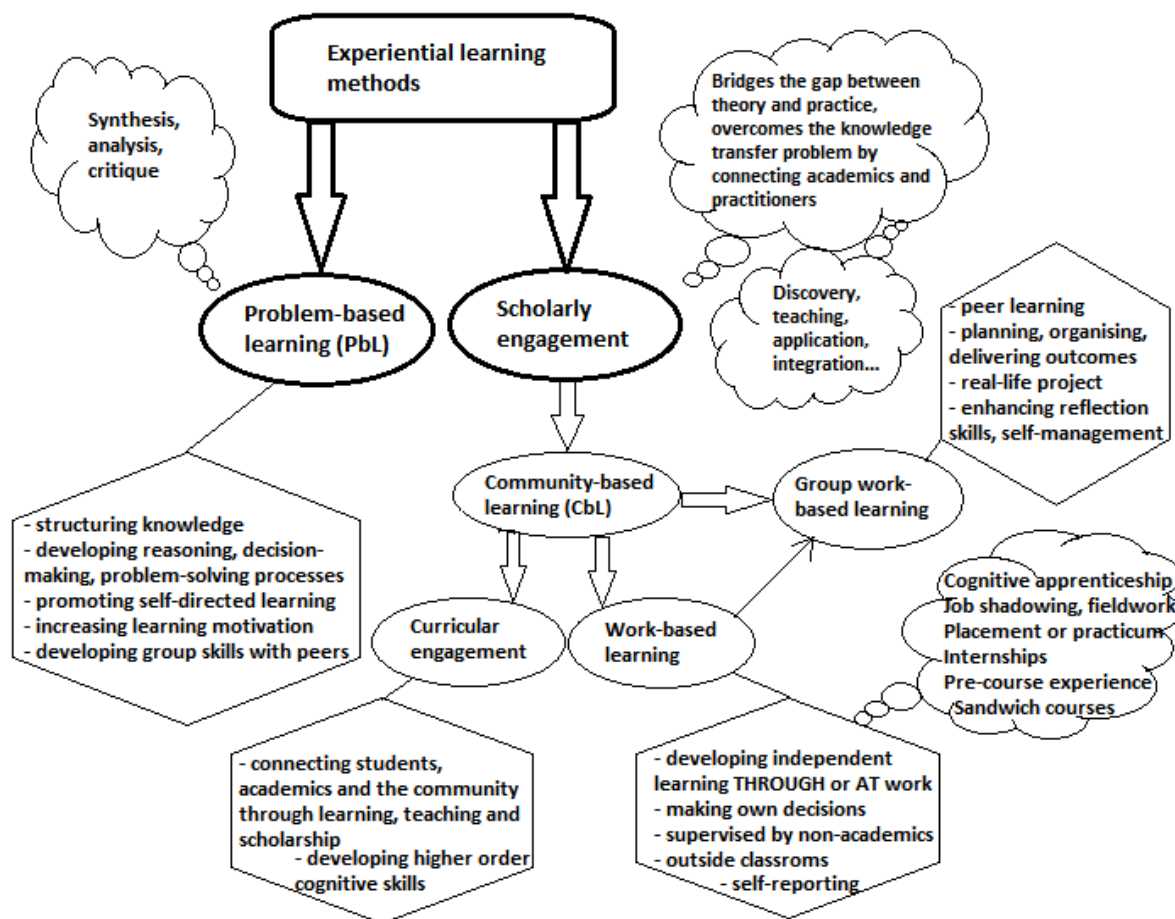 Experiential learning
methods
Synthesis,
analysis,
critique
Bridges the gap between
theory and practice,
overcomes the knowledge
transfer problem by
connecting academics and
practitioners
Problem-based
learning (PbL)
Scholarly
engagement
Discovery,
teaching,
application,
integration...
- peer learning
- planning, organising,
delivering outcomes
- real-life project
- enhancing reflection
skills, self-management
Community-based
learning (CbL)
Group work-
based learning
- structuring knowledge
- developing reasoning, decision-
making, problem-solving processes
- promoting self-directed learning
- increasing learning motivation
- developing group skills with peers
Curricular
engagement
Work-based
learning
Cognitive apprenticeship
Job shadowing, fieldwork
Placement or practicum
Internships
Pre-course experience
Sandwich courses
- connecting students,
academics and the community
through learning, teaching and
scholarship
- developing higher order
cognitive skills
- developing independent
learning THROUGH or AT work
- making own decisions
- supervised by non-academics
- outside classroms
- self-reporting